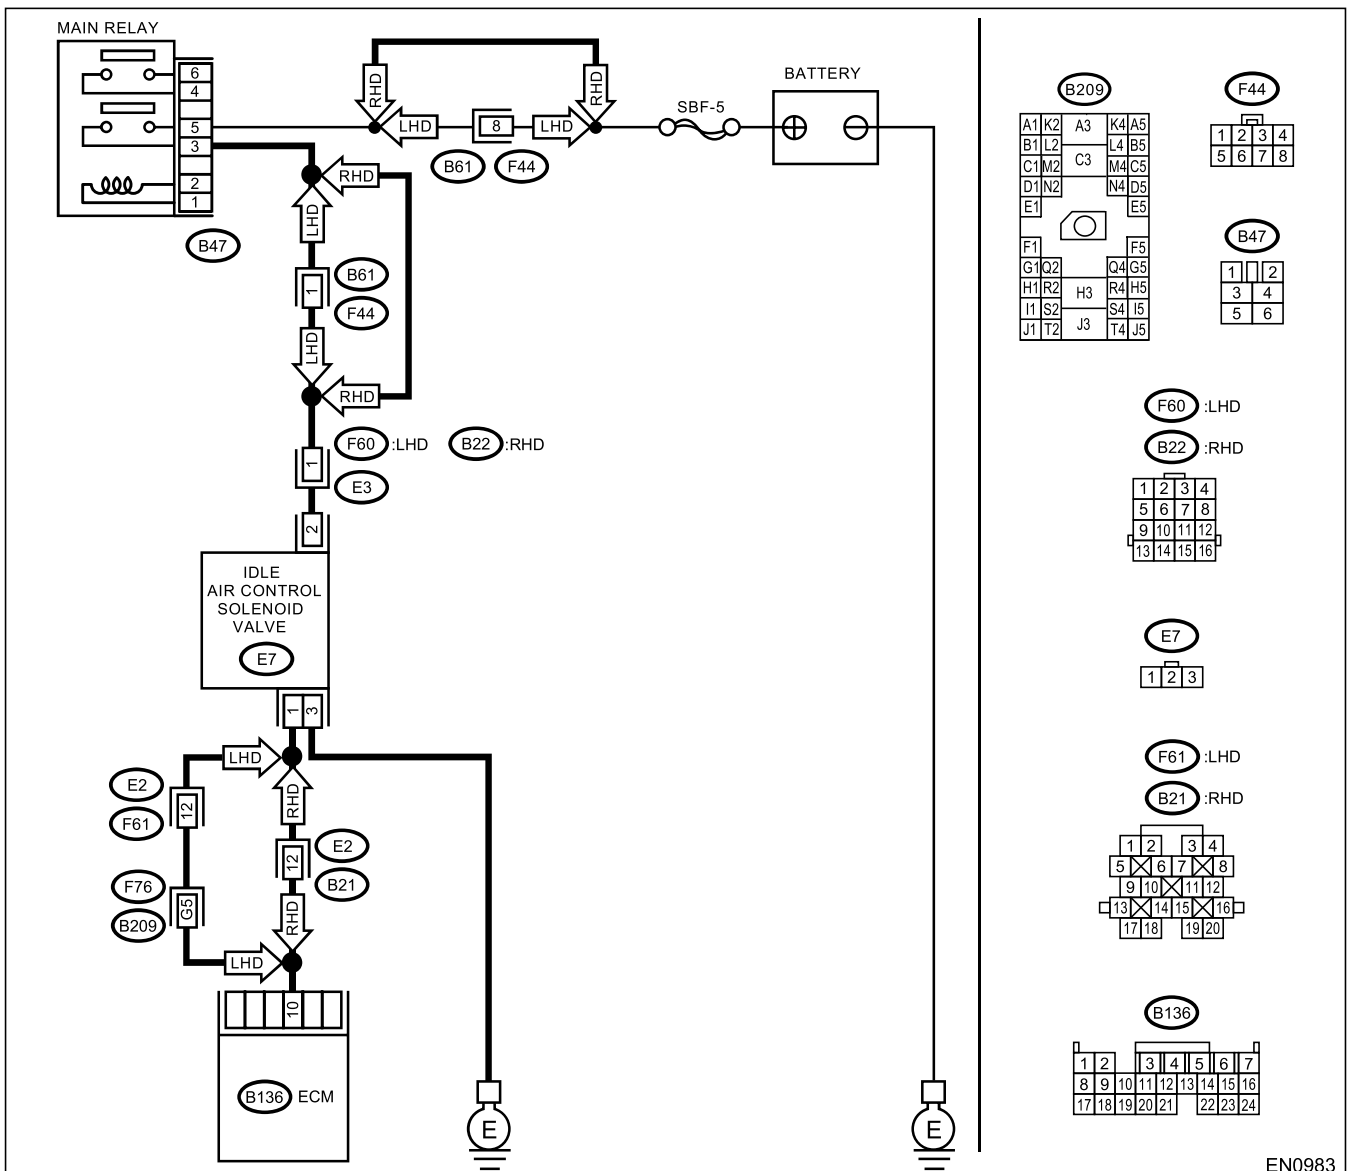 MAIN RELAY
6
4
5
3
2
1
B47
RHD
RHD
LHD
8
LHD
B61 F44
SBF-5
BATTERY
RHD
LHD
1
B61
F44
LHD
RHD
1
F60 :LHD B22 :RHD
E3
2
IDLE
AIR CONTROL
SOLENOID
VALVE
E7
1 3
LHD
RHD
E2
F61
12
E2
B21
12
F76
B209
G5
RHD
LHD
10
B136 ECM
E
E
B209
A1 K2 A3 K4 A5
B1 L2 L4 B5
C3
C1 M2 M4 C5
D1 N2 N4 D5
E1 E5
F1 F5
G1 Q2 Q4 G5
H1 R2 H3 R4 H5
I1 S2 S4 I5
J3
J1 T2 T4 J5
F44
1 2 3 4
5 6 7 8
B47
1 2
3 4
5 6
F60 :LHD
B22 :RHD
1 2 3 4
5 6 7 8
9 10 11 12
13 14 15 16
E7
1 2 3
F61 :LHD
B21 :RHD
1 2 3 4
5 6 7 8
9 10 11 12
13 14 15 16
17 18 19 20
B136
1 2 3 4 5 6 7
8 9 10 11 12 13 14 15 16
17 18 19 20 21 22 23 24
EN0983